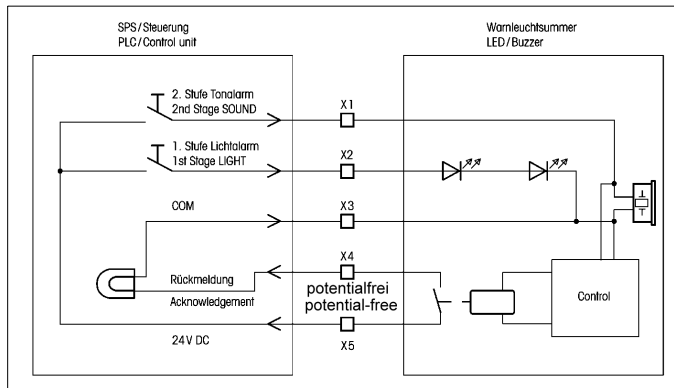 SPS/Steuerung
PLC/Control unit
Warnleuchtsummer
LED/Buzzer
2. Stufe Tonalarm
2nd Stage SOUND
X1
1. Stufe Lichtalarm
1st Stage LIGHT
X2
COM
X3
Rückmeldung
Acknowledgement
X4
potentialfrei
potential-free
Control
24V DC
X5